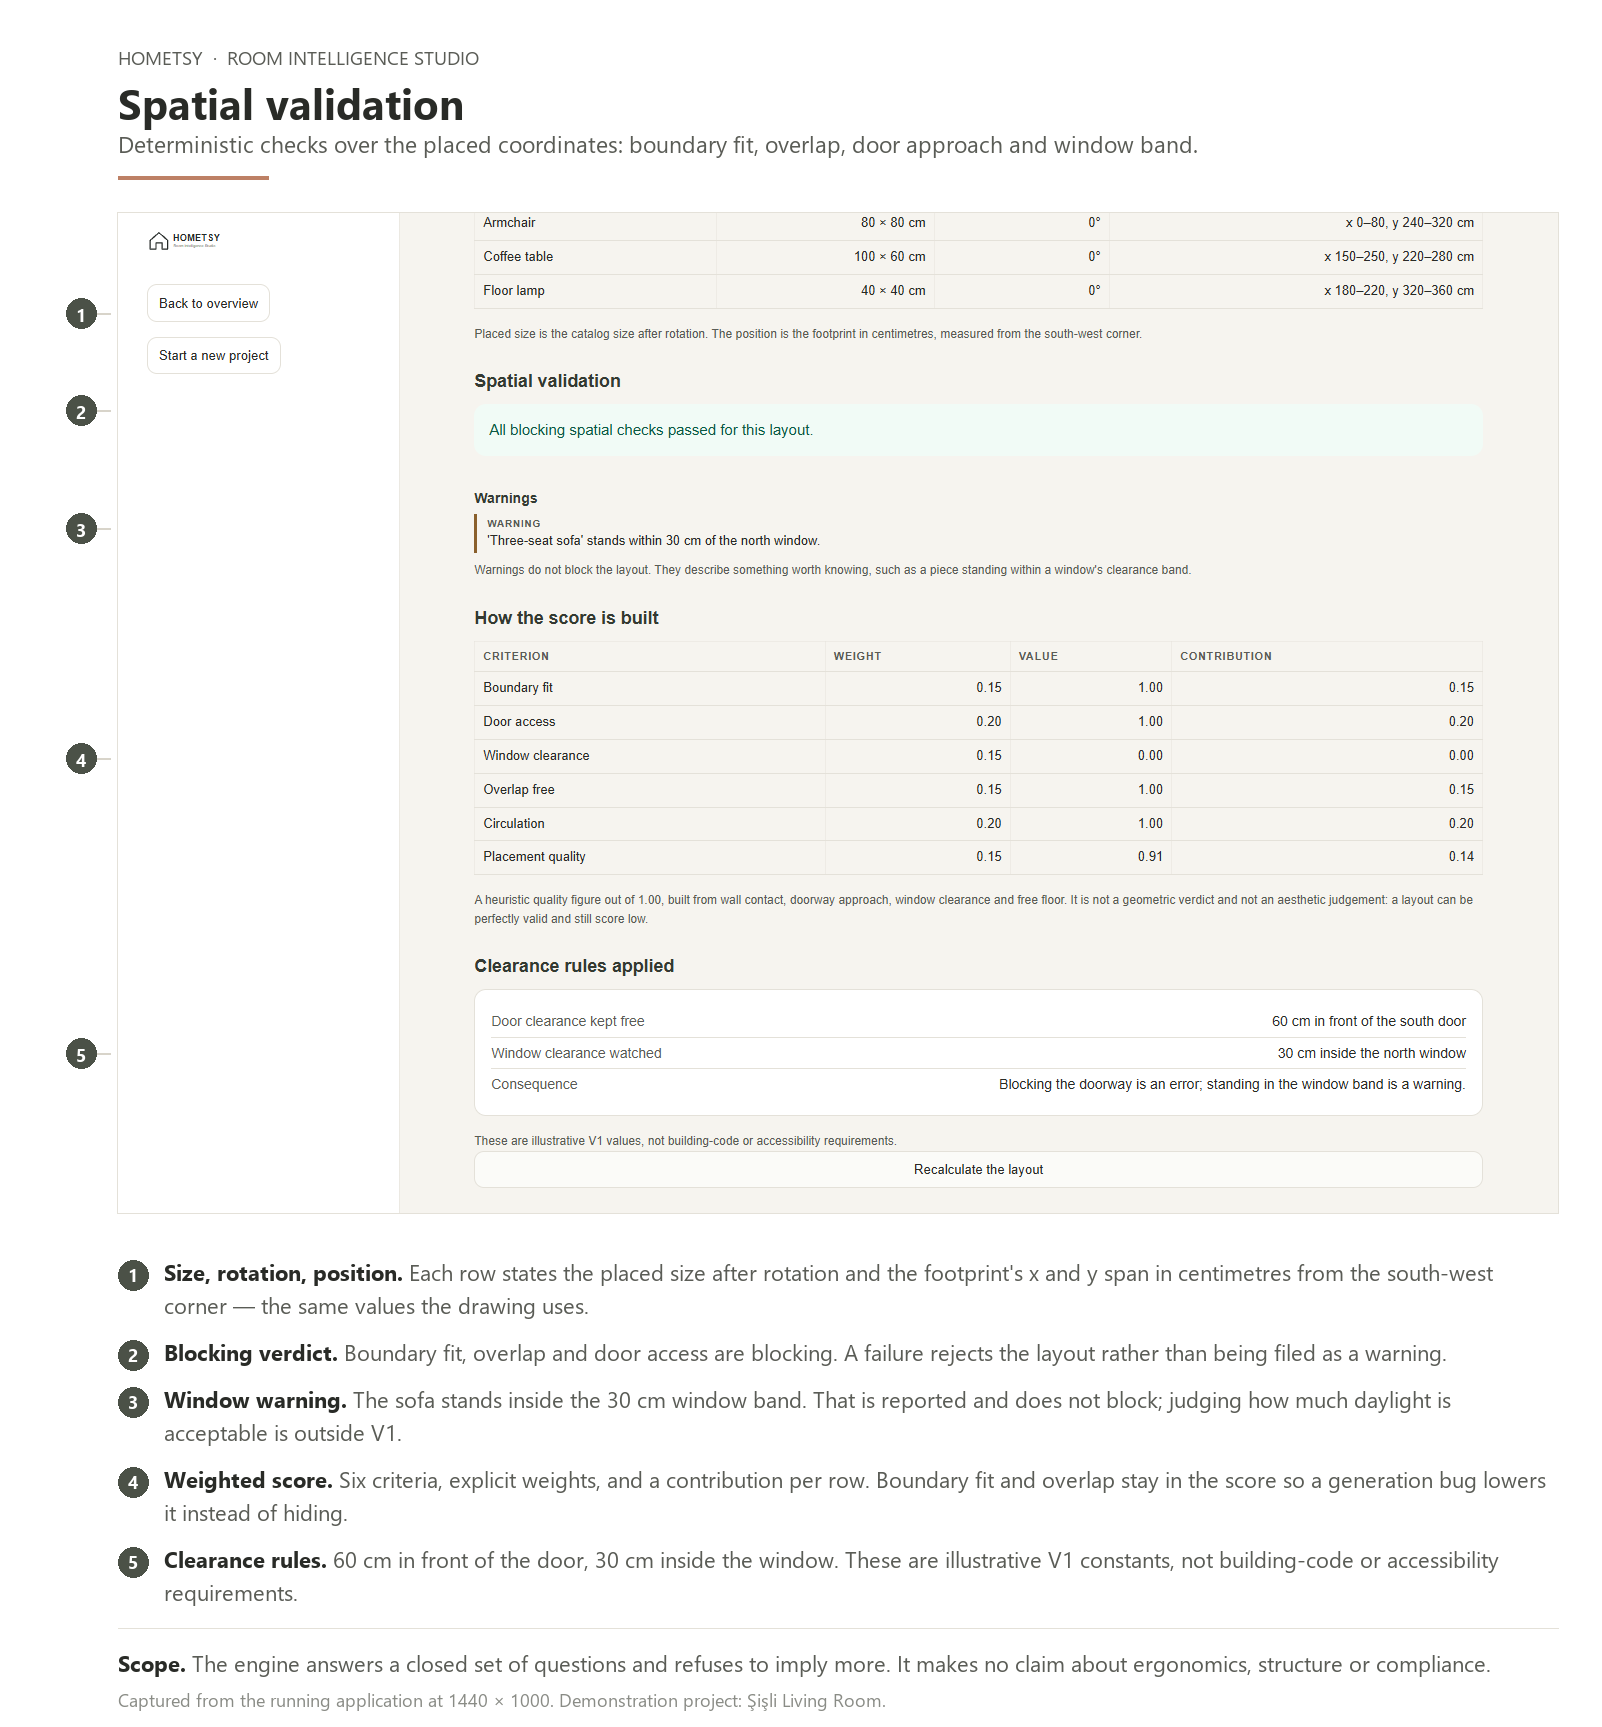 HOMETSY · ROOM INTELLIGENCE STUDIO
Spatial validation
Deterministic checks over the placed coordinates: boundary fit, overlap, door approach and window band.
HOMETSY
Room Intelligence Studio
Back to overview
Start a new project
Armchair 80 × 80 cm 0° x 0–80, y 240–320 cm
Coffee table 100 × 60 cm 0° x 150–250, y 220–280 cm
Floor lamp 40 × 40 cm 0° x 180–220, y 320–360 cm
Placed size is the catalog size after rotation. The position is the footprint in centimetres, measured from the south-west corner.
Spatial validation
All blocking spatial checks passed for this layout.
Warnings
WARNING
'Three-seat sofa' stands within 30 cm of the north window.
Warnings do not block the layout. They describe something worth knowing, such as a piece standing within a window's clearance band.
How the score is built
CRITERION WEIGHT VALUE CONTRIBUTION
Boundary fit 0.15 1.00 0.15
Door access 0.20 1.00 0.20
Window clearance 0.15 0.00 0.00
Overlap free 0.15 1.00 0.15
Circulation 0.20 1.00 0.20
Placement quality 0.15 0.91 0.14
A heuristic quality figure out of 1.00, built from wall contact, doorway approach, window clearance and free floor. It is not a geometric verdict and not an aesthetic judgement: a layout can be
perfectly valid and still score low.
Clearance rules applied
Door clearance kept free 60 cm in front of the south door
Window clearance watched 30 cm inside the north window
Consequence Blocking the doorway is an error; standing in the window band is a warning.
These are illustrative V1 values, not building-code or accessibility requirements.
Recalculate the layout
1
2
3
4
5
1 Size, rotation, position. Each row states the placed size after rotation and the footprint's x and y span in centimetres from the south-west
corner — the same values the drawing uses.
2 Blocking verdict. Boundary fit, overlap and door access are blocking. A failure rejects the layout rather than being filed as a warning.
3 Window warning. The sofa stands inside the 30 cm window band. That is reported and does not block; judging how much daylight is
acceptable is outside V1.
4 Weighted score. Six criteria, explicit weights, and a contribution per row. Boundary fit and overlap stay in the score so a generation bug lowers
it instead of hiding.
5 Clearance rules. 60 cm in front of the door, 30 cm inside the window. These are illustrative V1 constants, not building-code or accessibility
requirements.
Scope. The engine answers a closed set of questions and refuses to imply more. It makes no claim about ergonomics, structure or compliance.
Captured from the running application at 1440 × 1000. Demonstration project: Şişli Living Room.